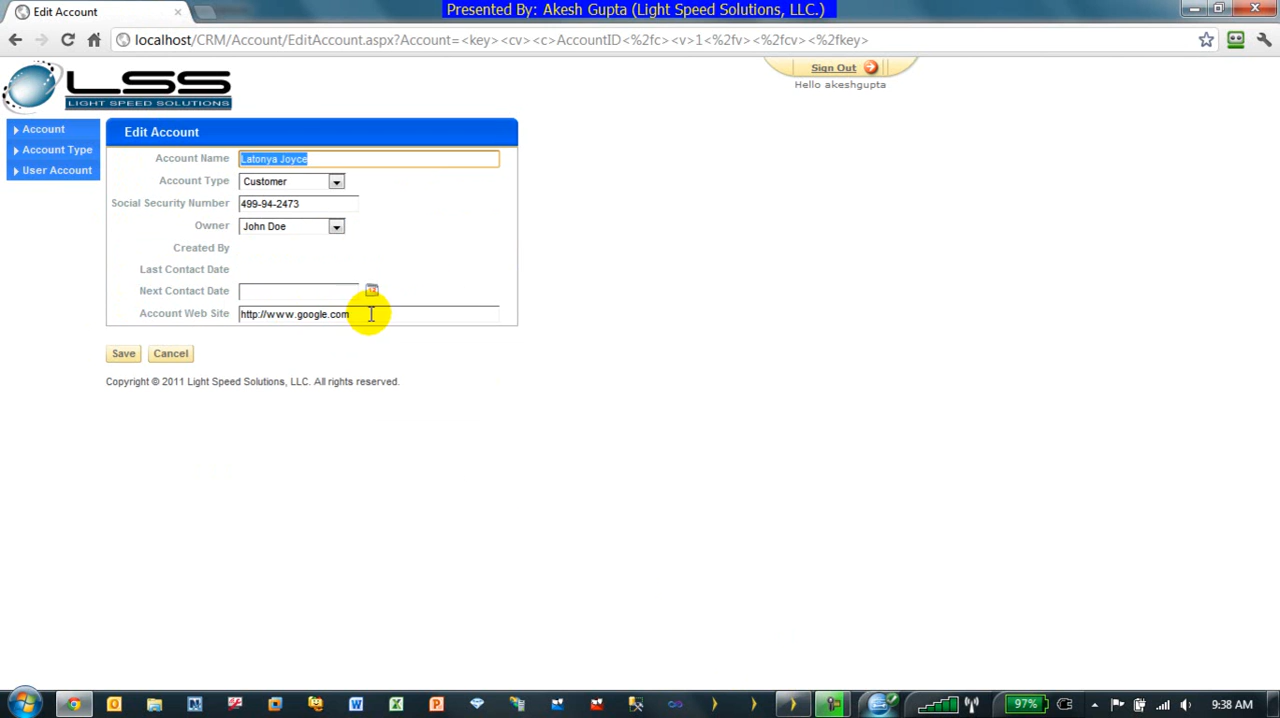 Edit Account
Presented By: Akesh Gupta (Light Speed Solutions, LLC.)
localhost/CRM/Account/EditAccount.aspx?Account=<key><cv><c>AccountID<%2fc><v>1<%2fv><%2fcv><%2fkey>
LSS
LIGHT SPEED SOLUTIONS
Sign Out
Hello akeshgupta
Account
Account Type
User Account
Edit Account
Account Name Latonya Joyce
Account Type Customer
Social Security Number 499-94-2473
Owner John Doe
Created By
Last Contact Date
Next Contact Date
Account Web Site http://www.google.com
Save Cancel
Copyright © 2011 Light Speed Solutions, LLC. All rights reserved.
97% 9:38 AM